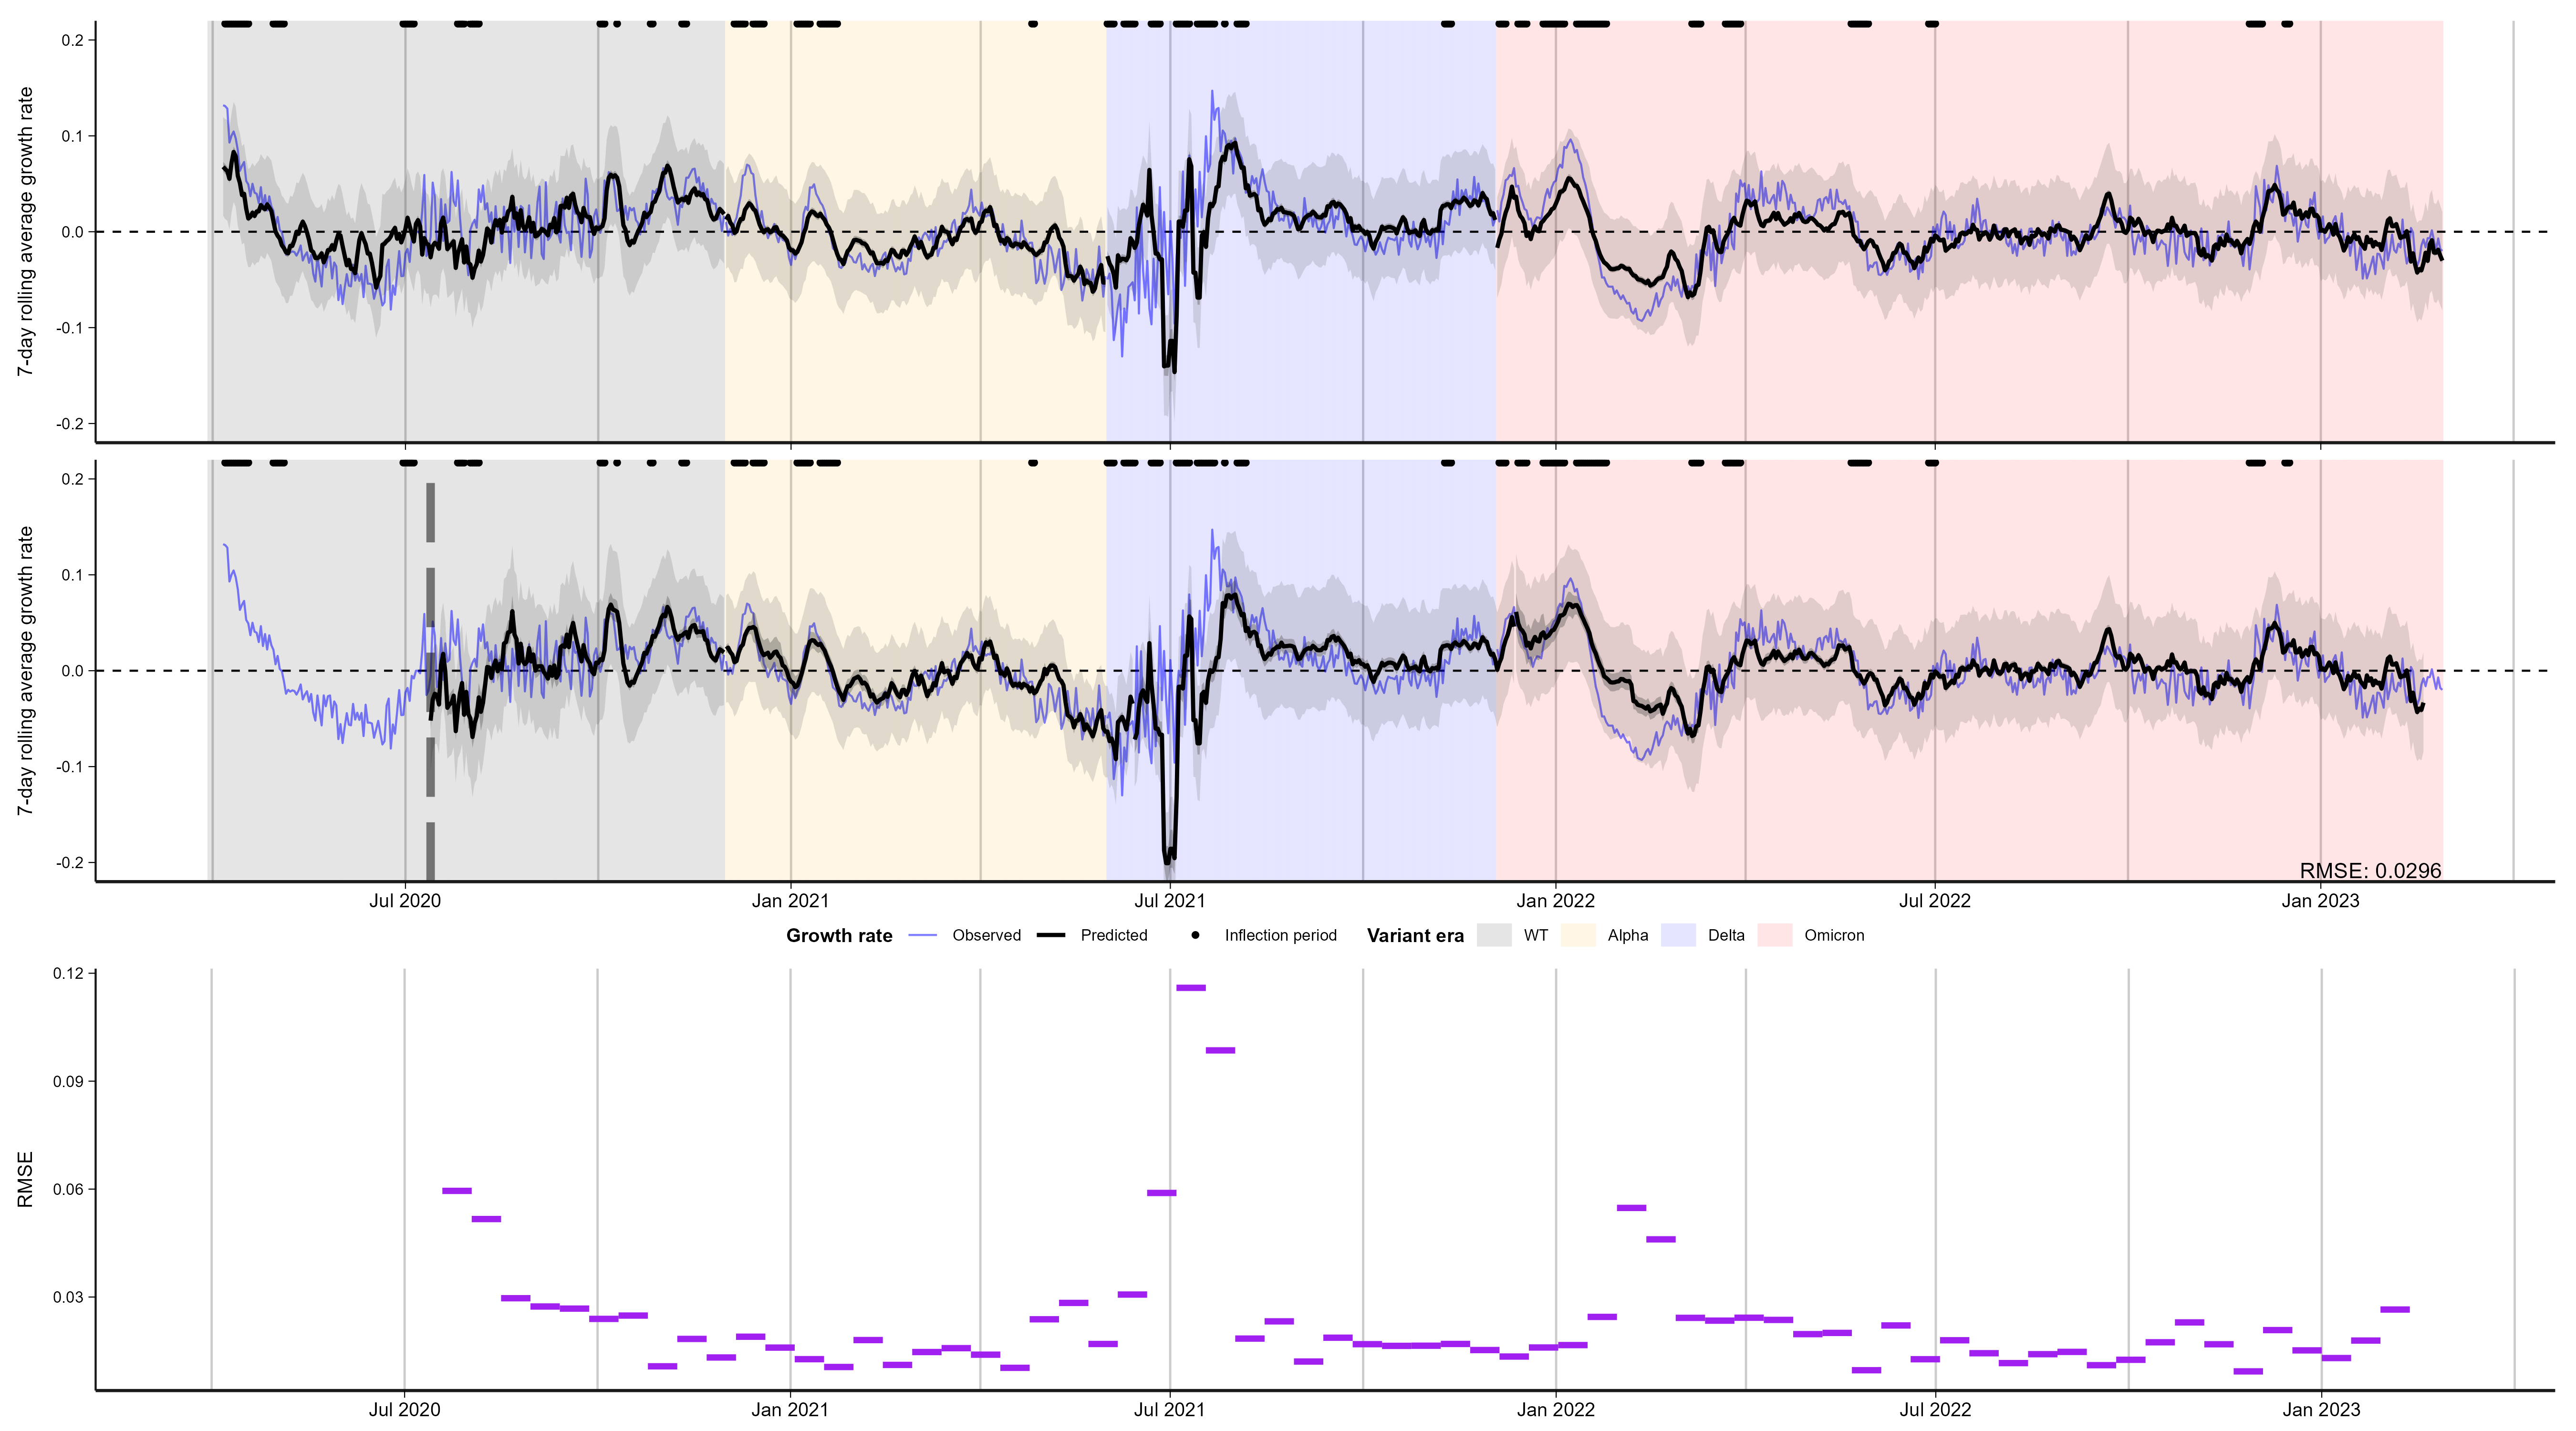 7-day rolling average growth rate
0.2
0.1
0.0
-0.1
-0.2
7-day rolling average growth rate
0.2
0.1
0.0
-0.1
-0.2
RMSE: 0.0296
Jul 2020 Jan 2021 Jul 2021 Jan 2022 Jul 2022 Jan 2023
Growth rate Observed Predicted Inflection period Variant era WT Alpha Delta Omicron
RMSE
0.12
0.09
0.06
0.03
Jul 2020 Jan 2021 Jul 2021 Jan 2022 Jul 2022 Jan 2023